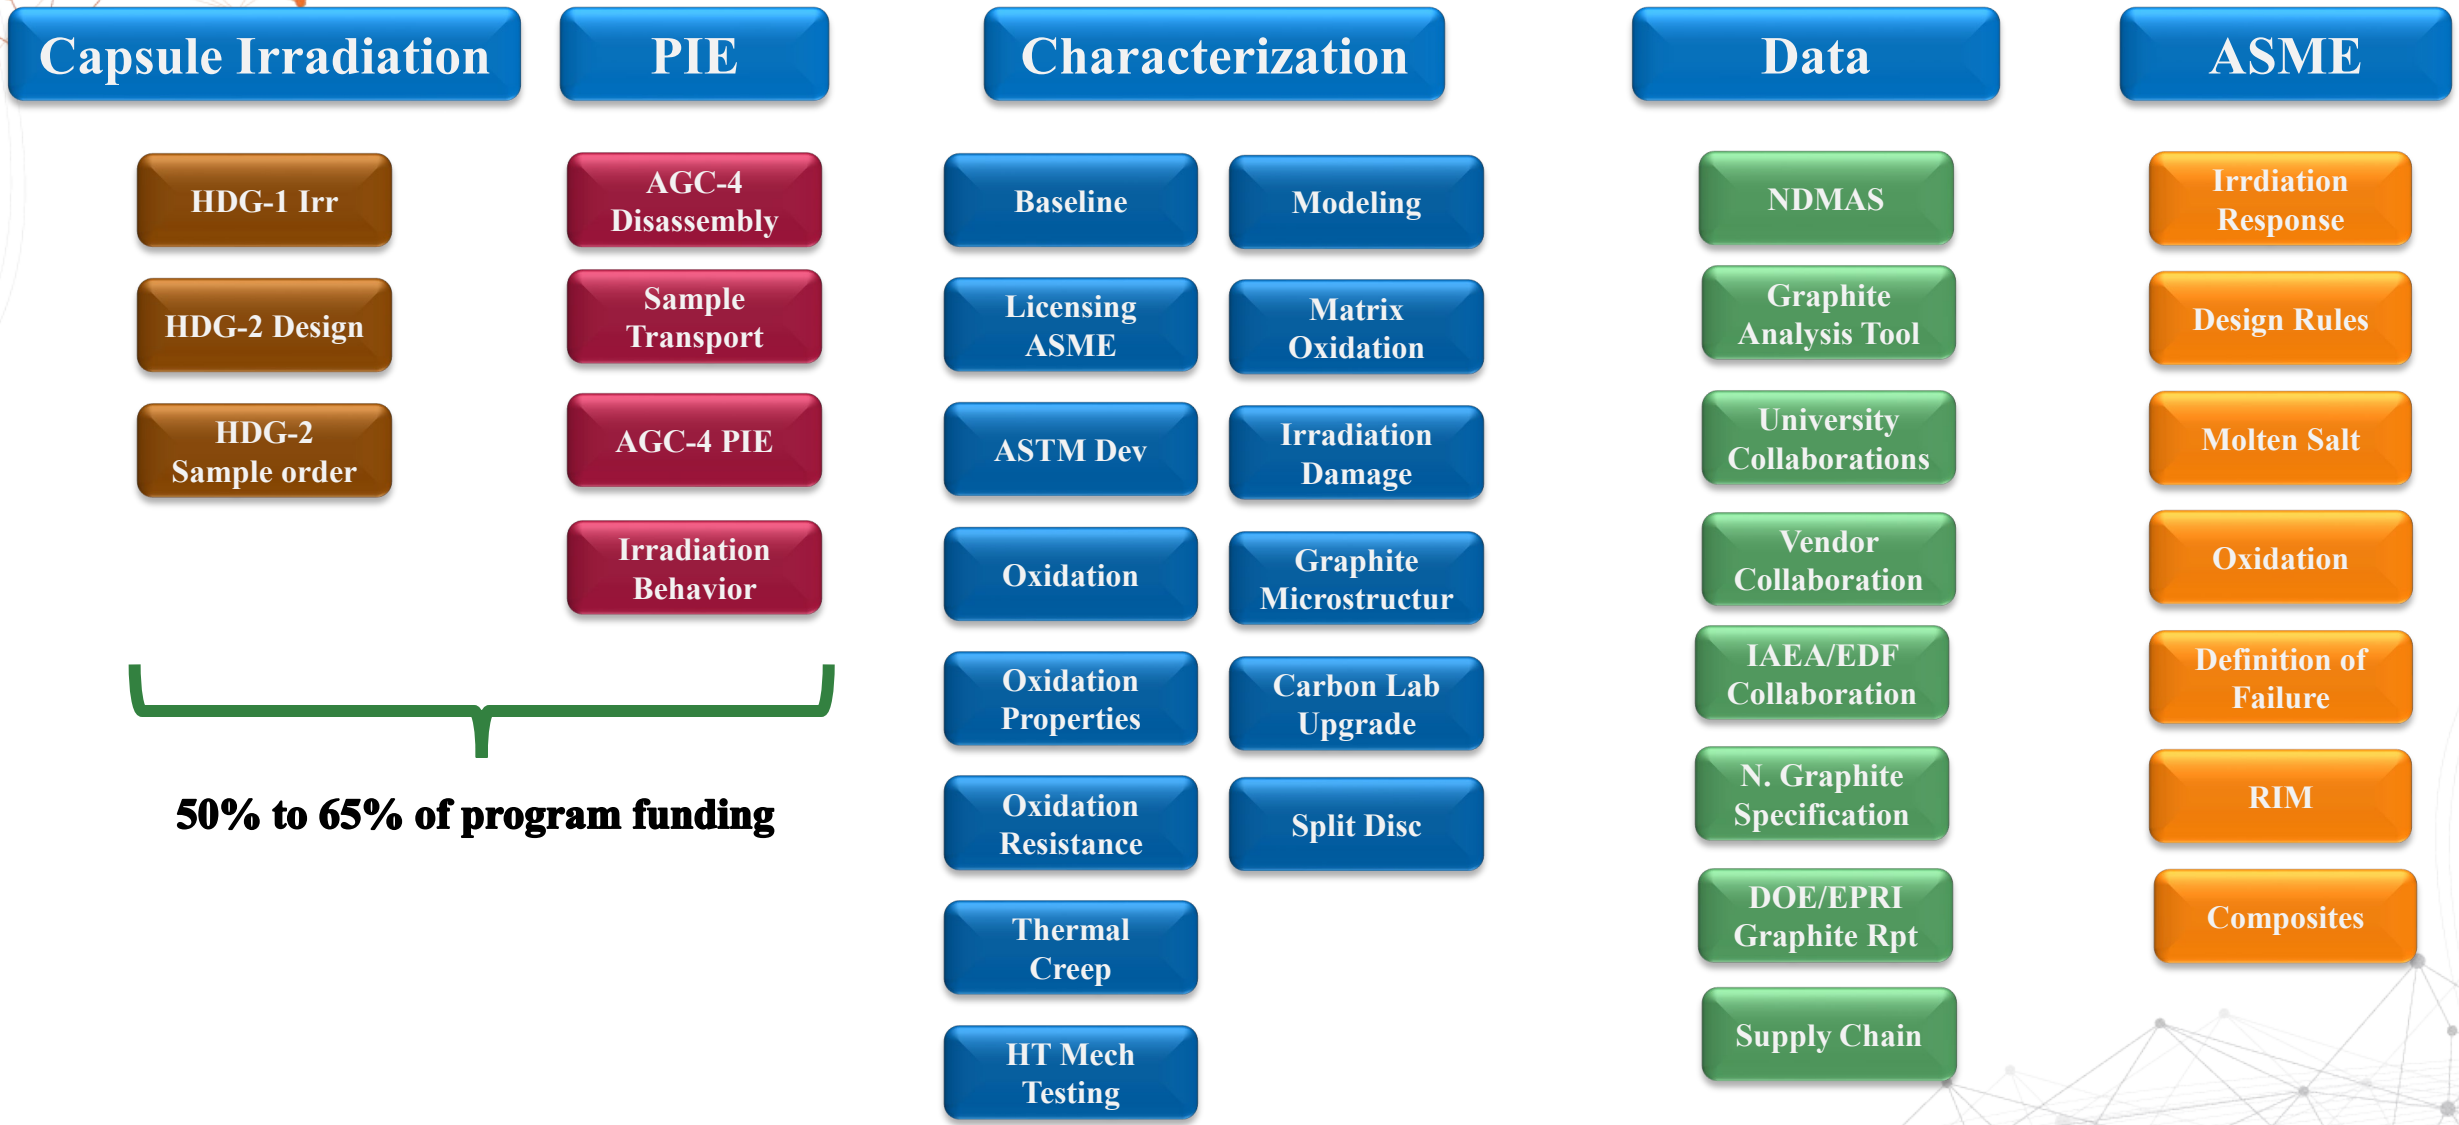 Capsule Irradiation
PIE
Characterization
Data
ASME
HDG-1 Irr
HDG-2 Design
HDG-2
Sample order
AGC-4
Disassembly
Sample
Transport
AGC-4 PIE
Irradiation
Behavior
50% to 65% of program funding
Baseline
Licensing
ASME
ASTM Dev
Oxidation
Oxidation
Properties
Oxidation
Resistance
Thermal
Creep
HT Mech
Testing
Modeling
Matrix
Oxidation
Irradiation
Damage
Graphite
Microstructur
Carbon Lab
Upgrade
Split Disc
NDMAS
Graphite
Analysis Tool
University
Collaborations
Vendor
Collaboration
IAEA/EDF
Collaboration
N. Graphite
Specification
DOE/EPRI
Graphite Rpt
Supply Chain
Irrdiation
Response
Design Rules
Molten Salt
Oxidation
Definition of
Failure
RIM
Composites